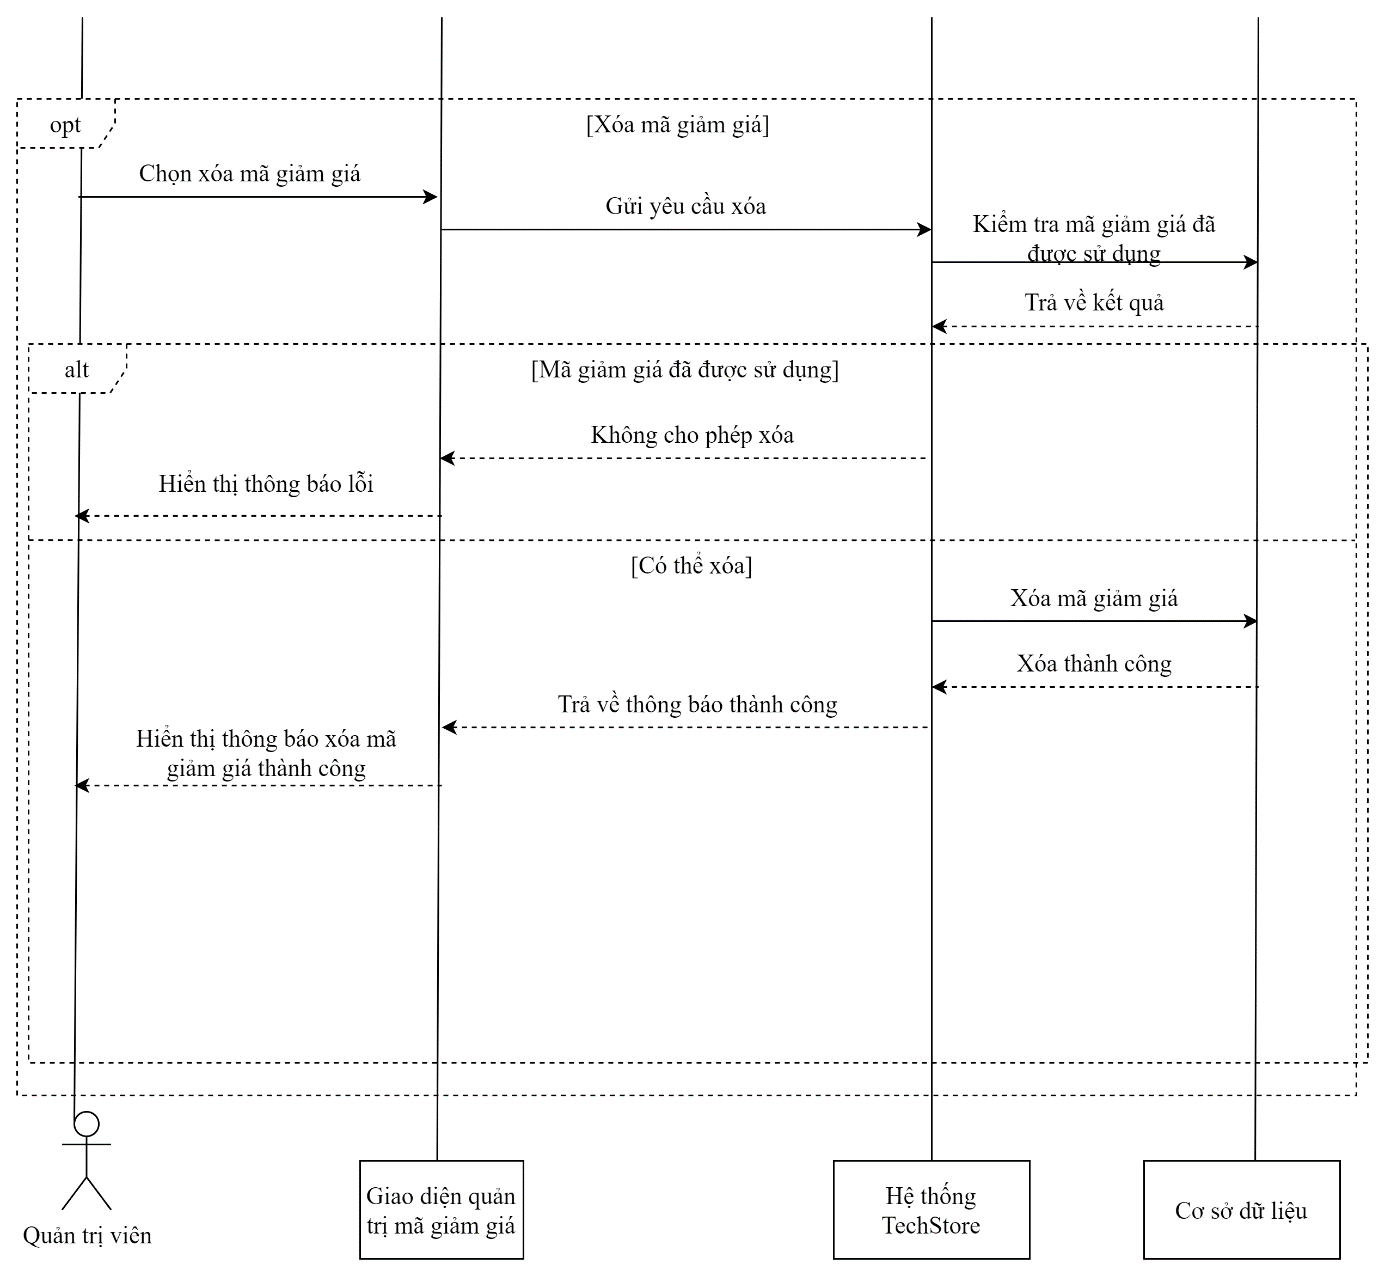 opt
[Xóa mã giảm giá]
Chọn xóa mã giảm giá
Gửi yêu cầu xóa
Kiểm tra mã giảm giá đã
được sử dụng
Trả về kết quả
alt
[Mã giảm giá đã được sử dụng]
Không cho phép xóa
Hiển thị thông báo lỗi
[Có thể xóa]
Xóa mã giảm giá
Xóa thành công
Trả về thông báo thành công
Hiển thị thông báo xóa mã
giảm giá thành công
Quản trị viên
Giao diện quản
trị mã giảm giá
Hệ thống
TechStore
Cơ sở dữ liệu